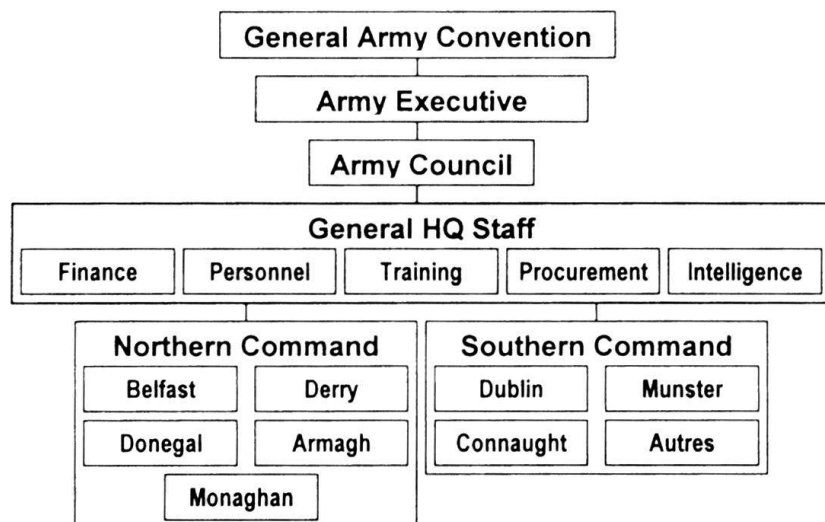 General Army Convention
Army Executive
Army Council
General HQ Staff
Finance Personnel Training Procurement Intelligence
Northern Command Southern Command
Belfast Derry Dublin Munster
Donegal Armagh Connaught Autres
Monaghan